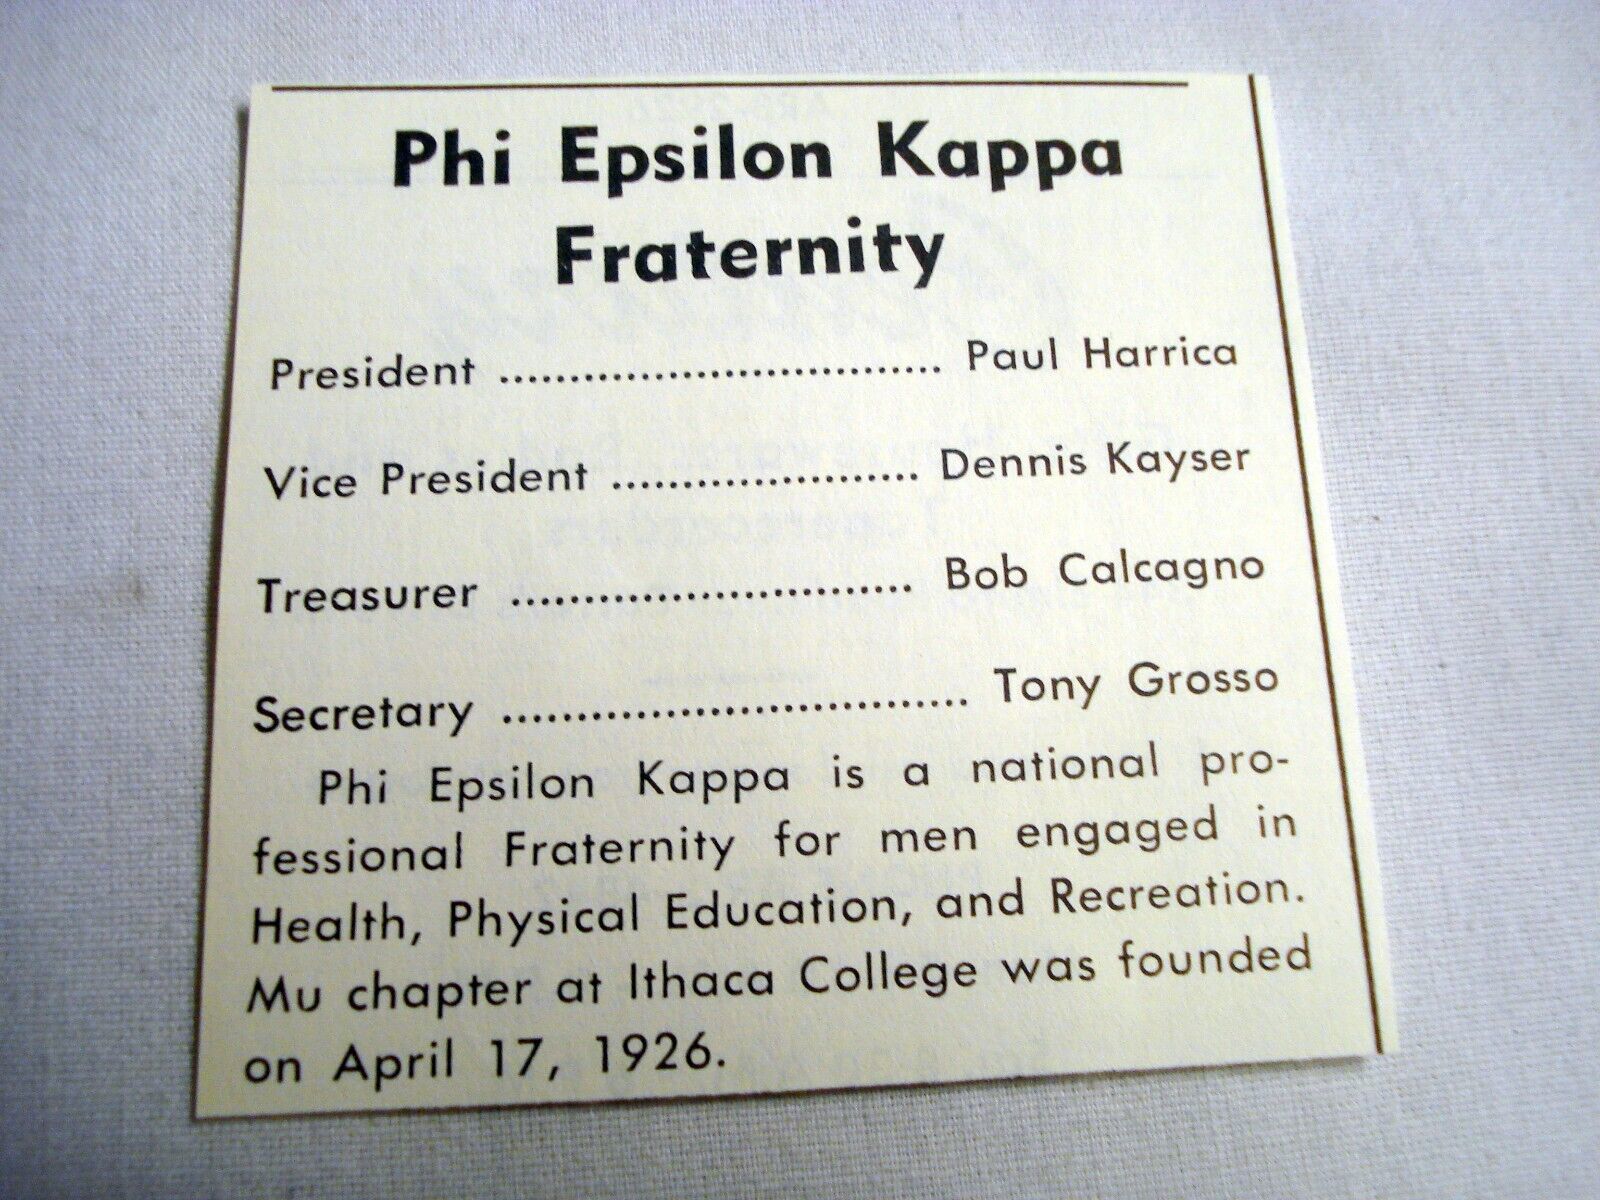 Phi Epsilon Kappa
Fraternity
President ................................ Paul Harrica
Vice President ...................... Dennis Kayser
Treasurer ............................ Bob Calcagno
Secretary ................................ Tony Grosso
Phi Epsilon Kappa is a national pro-
fessional Fraternity for men engaged in
Health, Physical Education, and Recreation.
Mu chapter at Ithaca College was founded
on April 17, 1926.